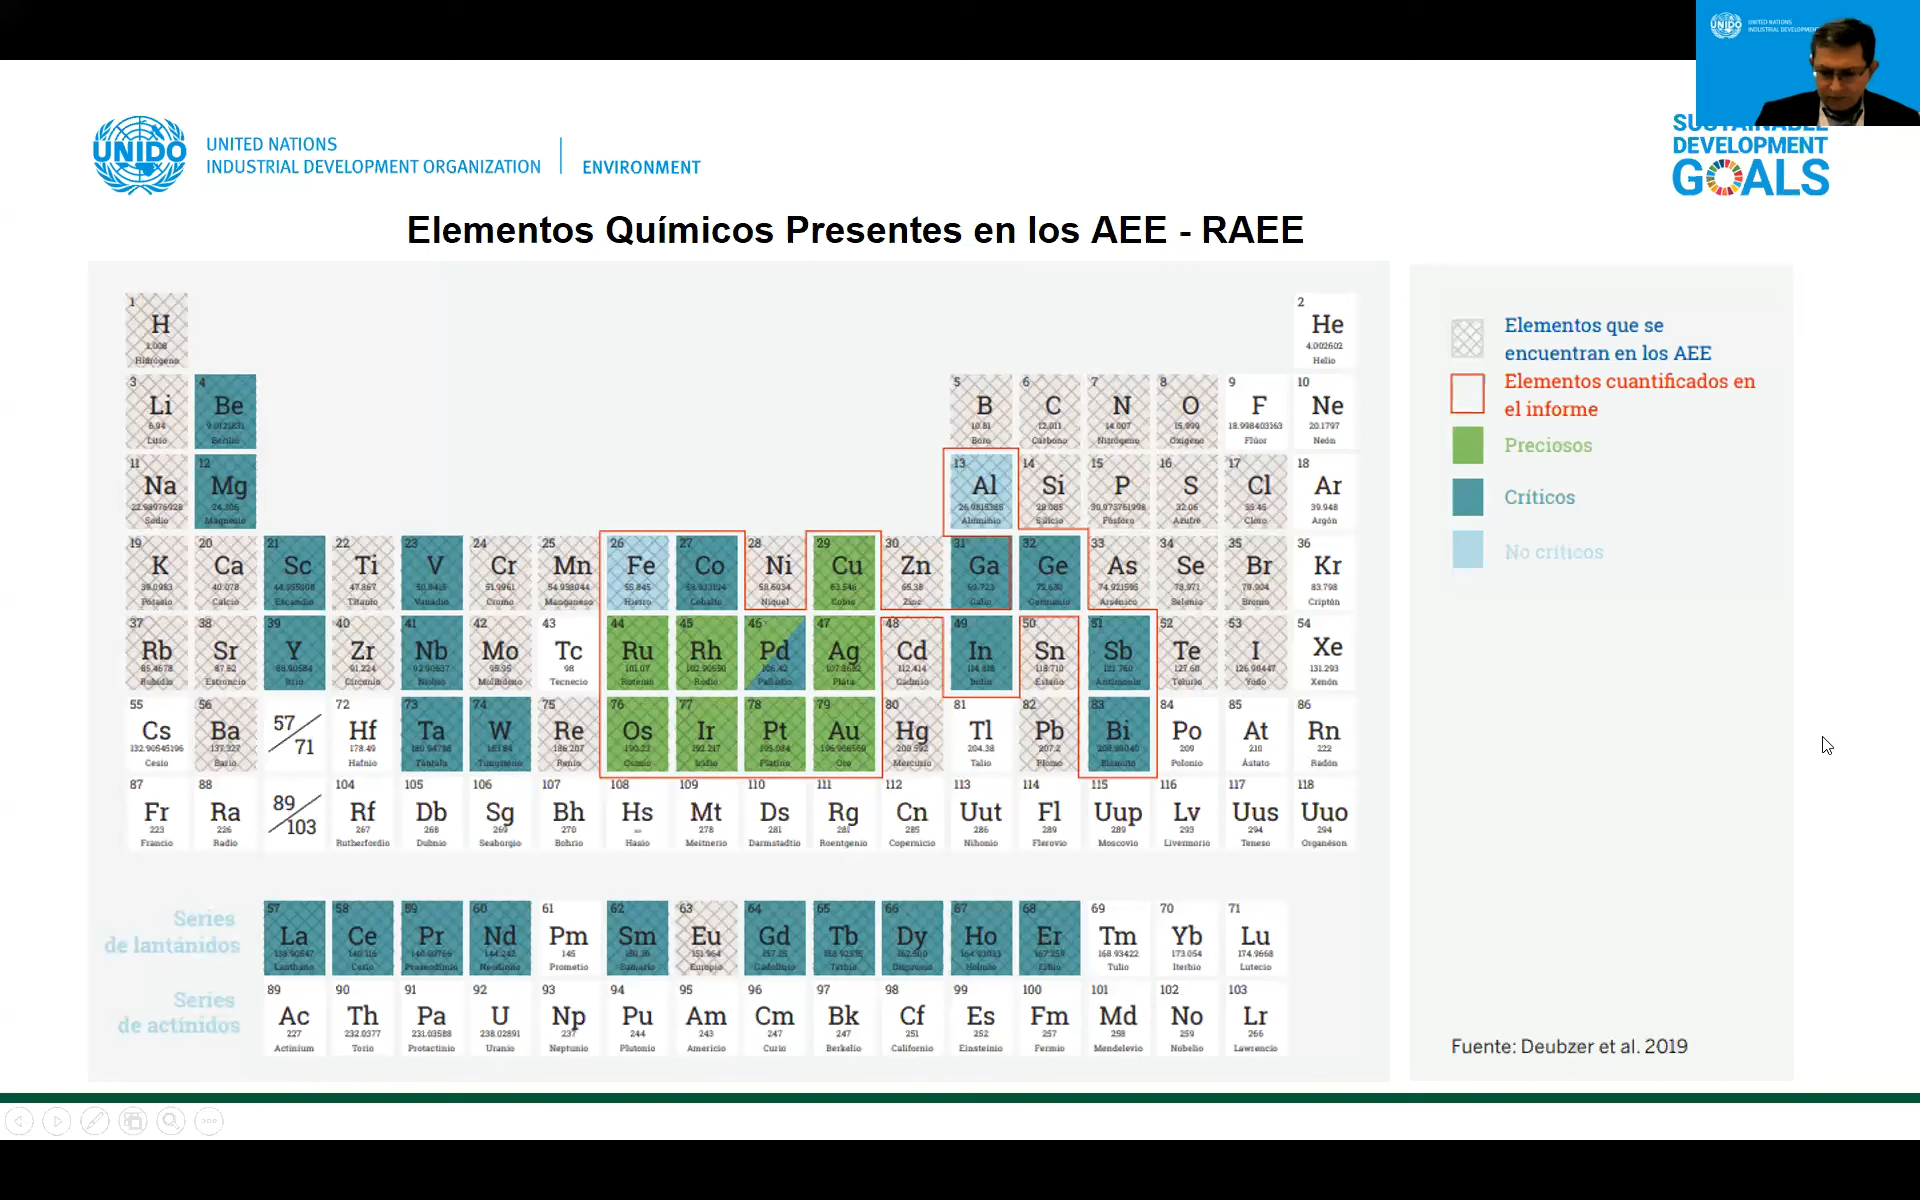 UNIDO
UNITED NATIONS
INDUSTRIAL DEVELOPMENT ORGANIZATION
ENVIRONMENT
UNIDO
UNITED NATIONS
DEVELOPMENT
GOALS
Elementos Químicos Presentes en los AEE - RAEE
1 2
H He
1.008 4.002602
Hidrógeno Helio
3 4 5 6 7 8 9 10
Li Be B C N O F Ne
6.94 9.0121831 10.81 12.011 14.007 15.999 18.998403163 20.1797
Litio Berilio Boro Carbono Nitrógeno Oxígeno Flúor Neón
11 12 13 14 15 16 17 18
Na Mg Al Si P S Cl Ar
22.98976928 24.305 26.9815385 28.085 30.973761998 32.06 35.45 39.948
Sodio Magnesio Aluminio Silicio Fósforo Azufre Cloro Argón
19 20 21 22 23 24 25 26 27 28 29 30 31 32 33 34 35 36
K Ca Sc Ti V Cr Mn Fe Co Ni Cu Zn Ga Ge As Se Br Kr
39.0983 40.078 44.955908 47.867 50.9415 51.9961 54.938044 55.845 58.933194 58.6934 63.546 65.38 69.723 72.630 74.921595 78.971 79.904 83.798
Potasio Calcio Escandio Titanio Vanadio Cromo Manganeso Hierro Cobalto Níquel Cobre Zinc Galio Germanio Arsénico Selenio Bromo Criptón
37 38 39 40 41 42 43 44 45 46 47 48 49 50 51 52 53 54
Rb Sr Y Zr Nb Mo Tc Ru Rh Pd Ag Cd In Sn Sb Te I Xe
85.4678 87.62 88.90584 91.224 92.90637 95.95 98 101.07 102.90550 106.42 107.8682 112.414 114.818 118.710 121.760 127.60 126.90447 131.293
Rubidio Estroncio Itrio Circonio Niobio Molibdeno Tecnecio Rutenio Rodio Palladio Plata Cadmio Indio Estaño Antimonio Telurio Yodo Xenón
55 56 57/71 72 73 74 75 76 77 78 79 80 81 82 83 84 85 86
Cs Ba Hf Ta W Re Os Ir Pt Au Hg Tl Pb Bi Po At Rn
132.90545196 137.327 178.49 180.94788 183.84 186.207 190.23 192.217 195.084 196.966569 200.592 204.38 207.2 208.98040 209 210 222
Cesio Bario Hafnio Tántalo Tungsteno Renio Osmio Iridio Platino Oro Mercurio Talio Plomo Bismuto Polonio Ástato Radón
87 88 89/103 104 105 106 107 108 109 110 111 112 113 114 115 116 117 118
Fr Ra Rf Db Sg Bh Hs Mt Ds Rg Cn Uut Fl Uup Lv Uus Uuo
223 226 267 268 269 270 278 281 281 285 286 289 289 293 294 294
Francio Radio Rutherfordio Dubnio Seaborgio Bohrio Hasio Meitnerio Darmstadtio Roentgenio Copernicio Nihonio Flerovio Moscovio Livermorio Teneso Organéson
Series
de lantánidos
57 58 59 60 61 62 63 64 65 66 67 68 69 70 71
La Ce Pr Nd Pm Sm Eu Gd Tb Dy Ho Er Tm Yb Lu
138.90547 140.116 140.90766 144.242 145 150.36 151.964 157.25 158.92535 162.500 164.93033 167.259 168.93422 173.054 174.9668
Lanthano Cerio Praseodimio Neodimio Prometio Samario Europio Gadolinio Terbio Disprosio Holmio Erbio Tulio Iterbio Lutecio
Series
de actínidos
89 90 91 92 93 94 95 96 97 98 99 100 101 102 103
Ac Th Pa U Np Pu Am Cm Bk Cf Es Fm Md No Lr
227 232.0377 231.03588 238.02891 237 244 243 247 247 251 252 257 258 259 266
Actinium Torio Protactinio Uranio Neptunio Plutonio Americio Curio Berkelio Californio Einsteinio Fermio Mendelevio Nobelio Lawrencio
Elementos que se
encuentran en los AEE
Elementos cuantificados en
el informe
Preciosos
Críticos
No críticos
Fuente: Deubzer et al. 2019